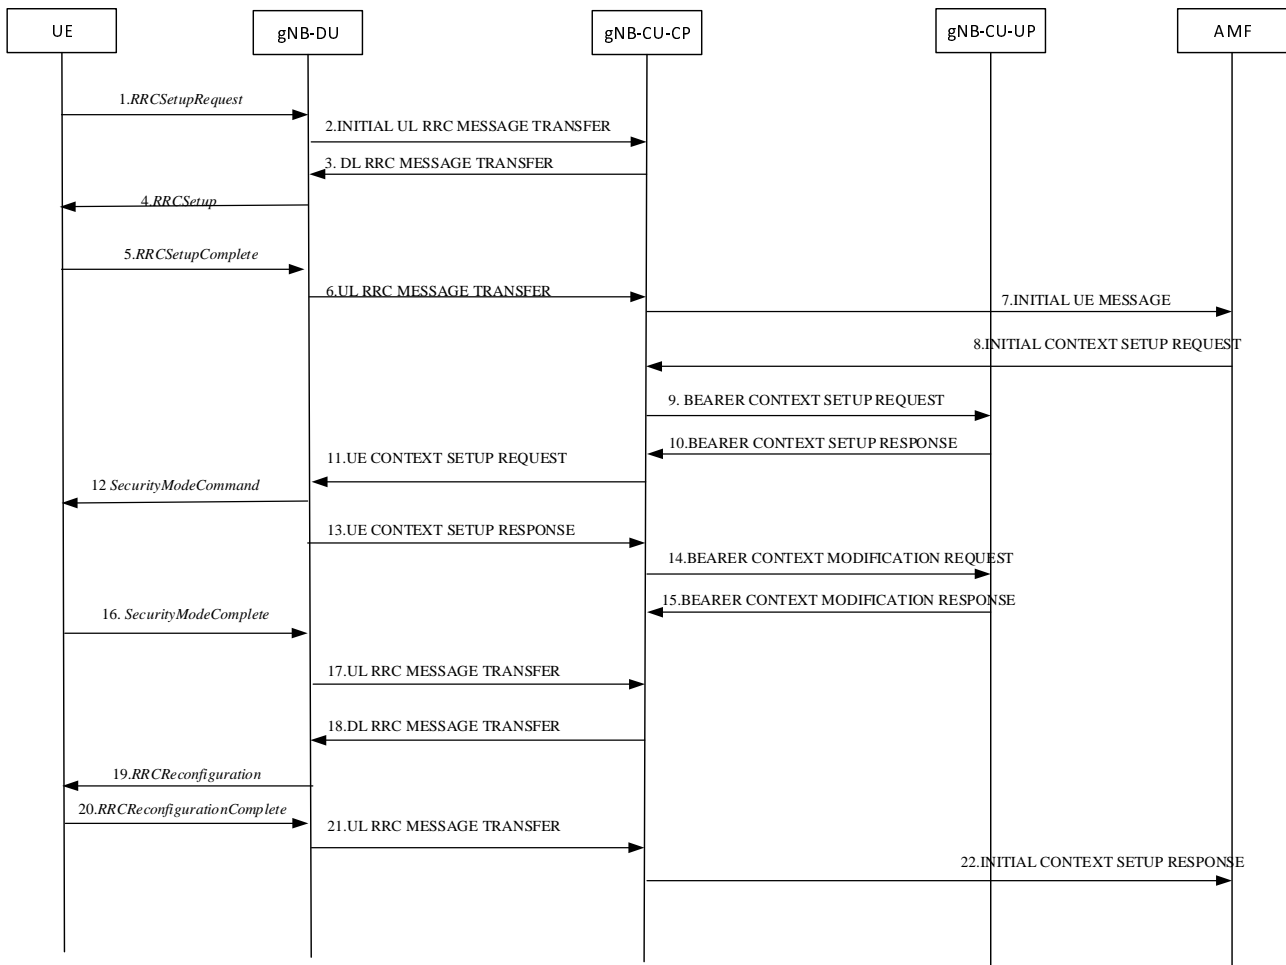 UE
gNB-DU
gNB-CU-CP
gNB-CU-UP
AMF
1.RRCSetupRequest
2.INITIAL UL RRC MESSAGE TRANSFER
3. DL RRC MESSAGE TRANSFER
4.RRCSetup
5.RRCSetupComplete
6.UL RRC MESSAGE TRANSFER
7.INITIAL UE MESSAGE
8.INITIAL CONTEXT SETUP REQUEST
9. BEARER CONTEXT SETUP REQUEST
10.BEARER CONTEXT SETUP RESPONSE
11.UE CONTEXT SETUP REQUEST
12 SecurityModeCommand
13.UE CONTEXT SETUP RESPONSE
14.BEARER CONTEXT MODIFICATION REQUEST
15.BEARER CONTEXT MODIFICATION RESPONSE
16. SecurityModeComplete
17.UL RRC MESSAGE TRANSFER
18.DL RRC MESSAGE TRANSFER
19.RRCReconfiguration
20.RRCReconfigurationComplete
21.UL RRC MESSAGE TRANSFER
22.INITIAL CONTEXT SETUP RESPONSE